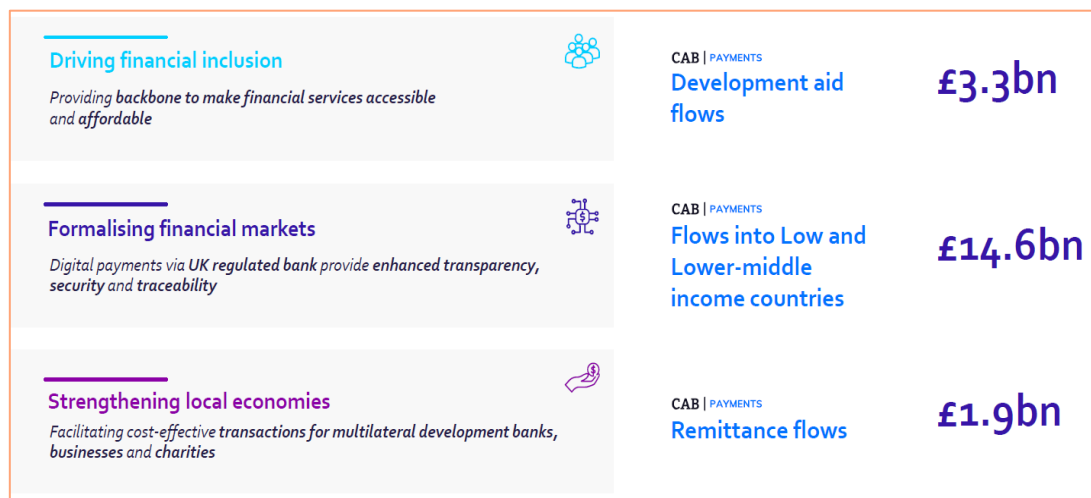 Driving financial inclusion
Providing backbone to make financial services accessible
and affordable
CAB | PAYMENTS
Development aid
flows
£3.3bn
Formalising financial markets
Digital payments via UK regulated bank provide enhanced transparency,
security and traceability
CAB | PAYMENTS
Flows into Low and
Lower-middle
income countries
£14.6bn
Strengthening local economies
Facilitating cost-effective transactions for multilateral development banks,
businesses and charities
CAB | PAYMENTS
Remittance flows
£1.9bn